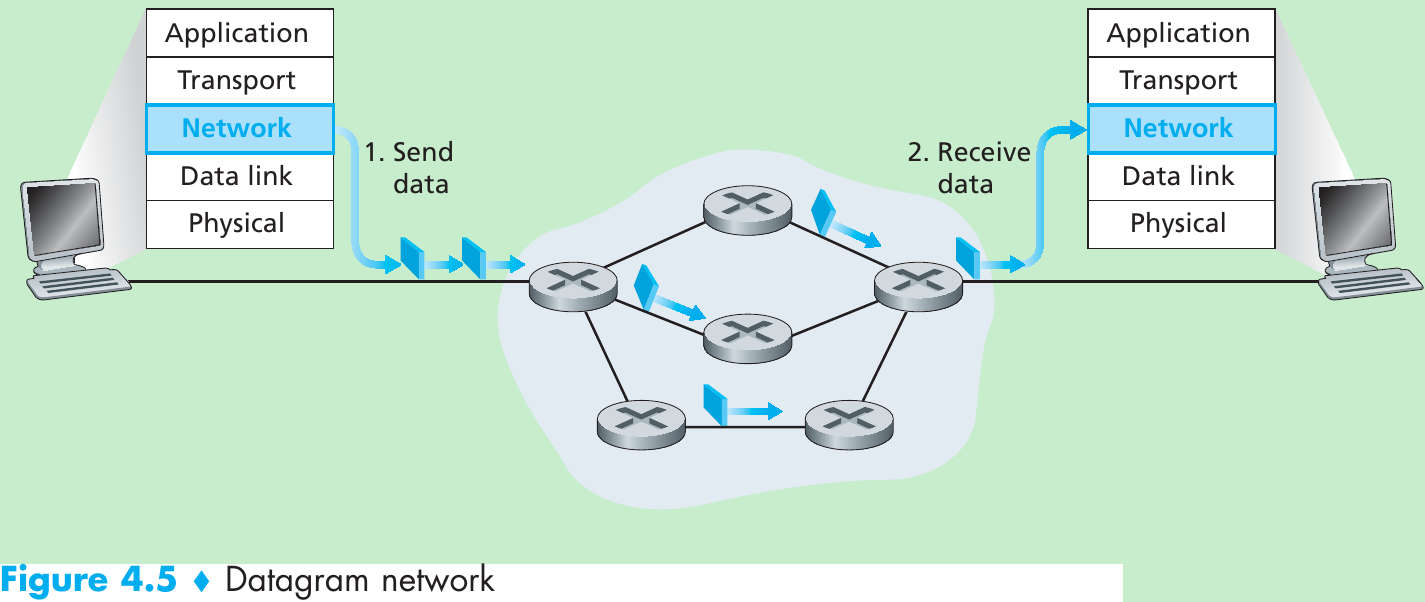 Application
Transport
Network
Data link
Physical
1. Send
data
2. Receive
data
Application
Transport
Network
Data link
Physical
Figure 4.5 ♦ Datagram network